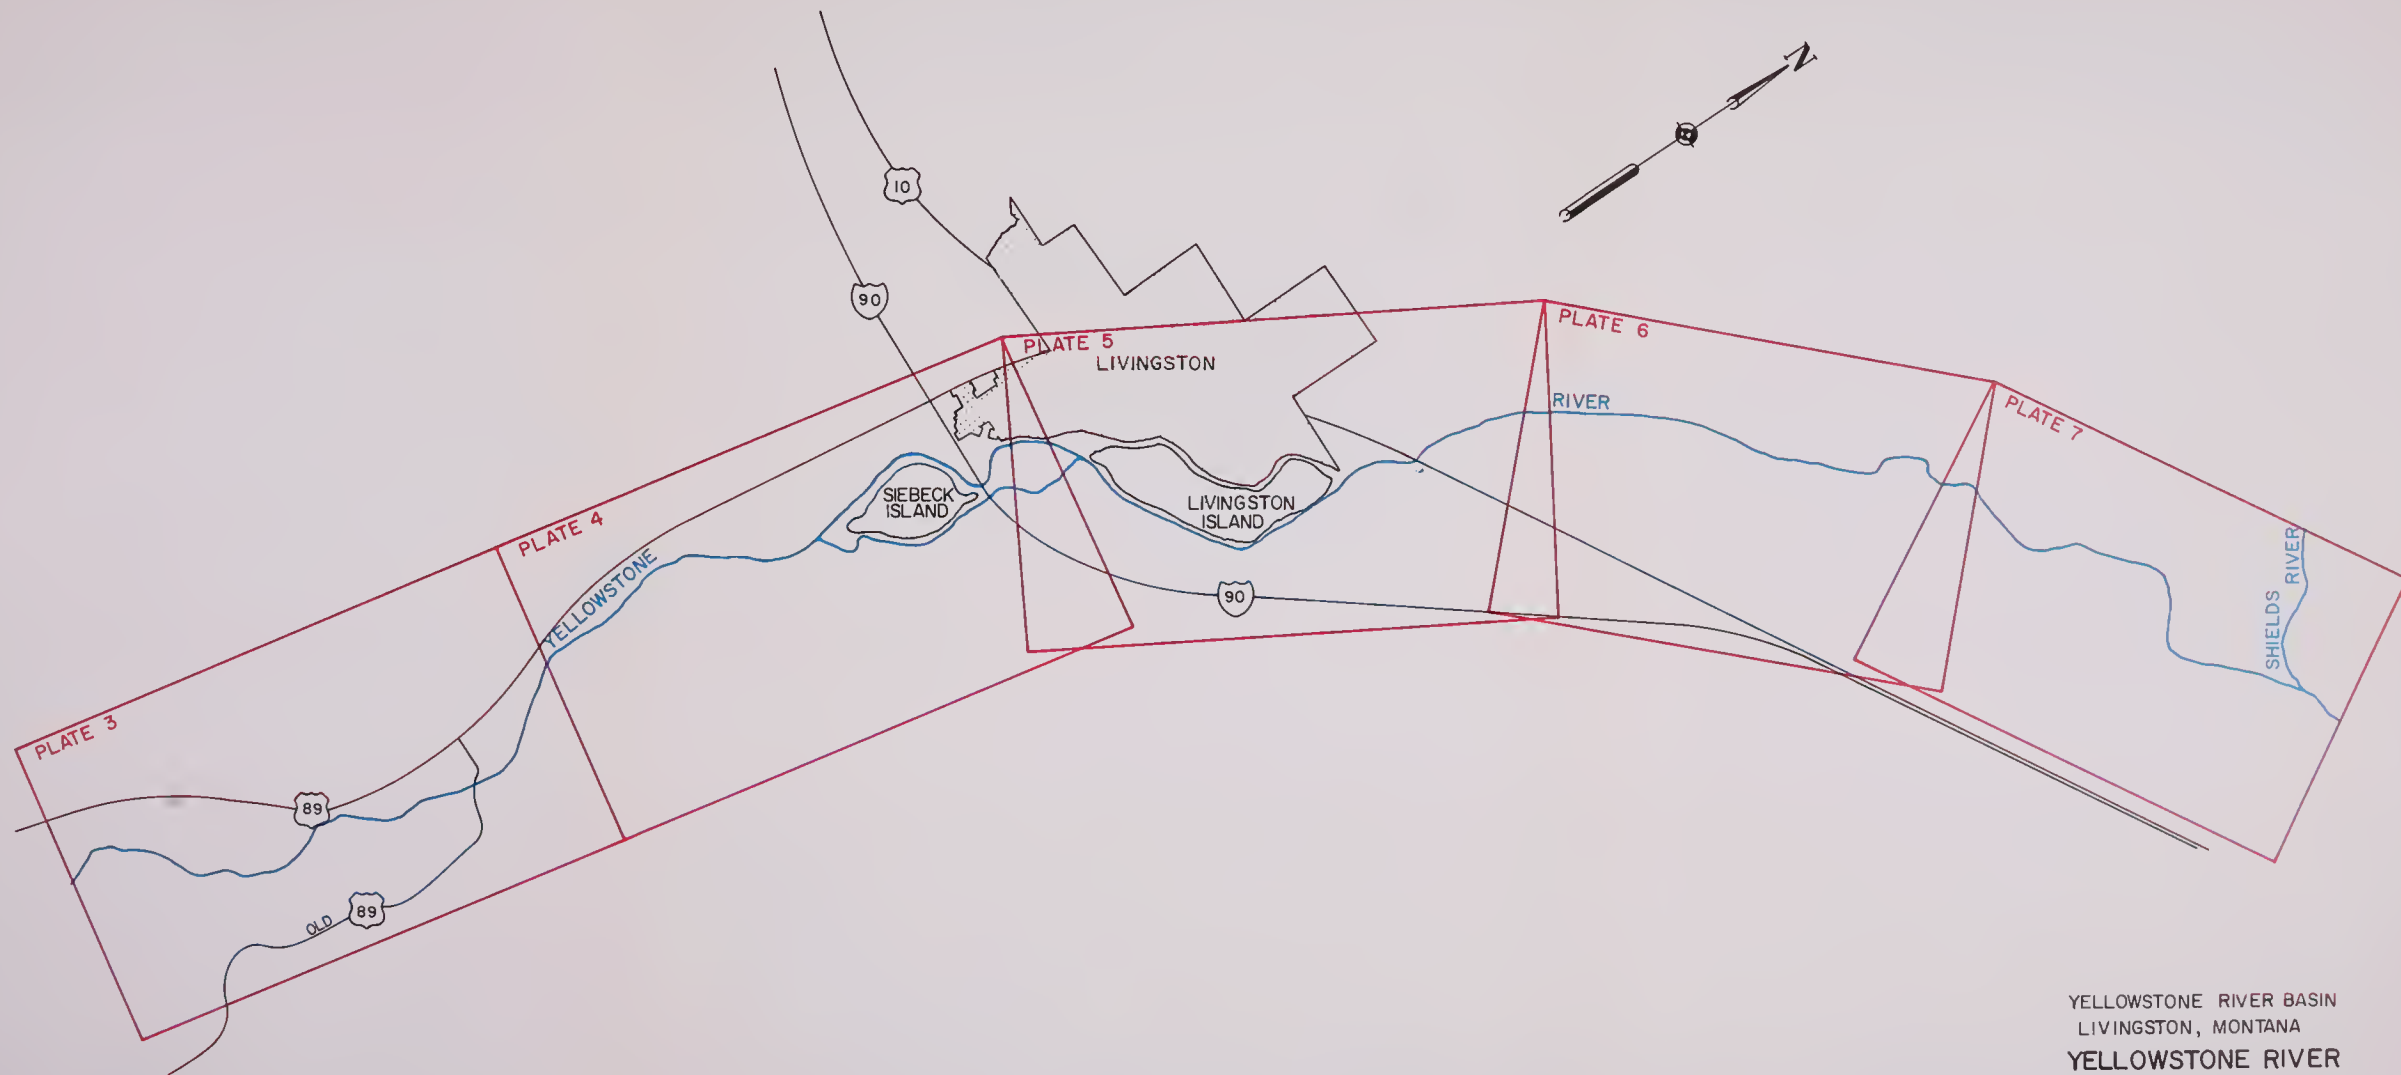 N
10
90
PLATE 6
PLATE 5
LIVINGSTON
RIVER
PLATE 7
SIEBECK
ISLAND
LIVINGSTON
ISLAND
PLATE 4
YELLOWSTONE
RIVER
SHIELDS
90
PLATE 3
89
OLD 89
YELLOWSTONE RIVER BASIN
LIVINGSTON, MONTANA
YELLOWSTONE RIVER